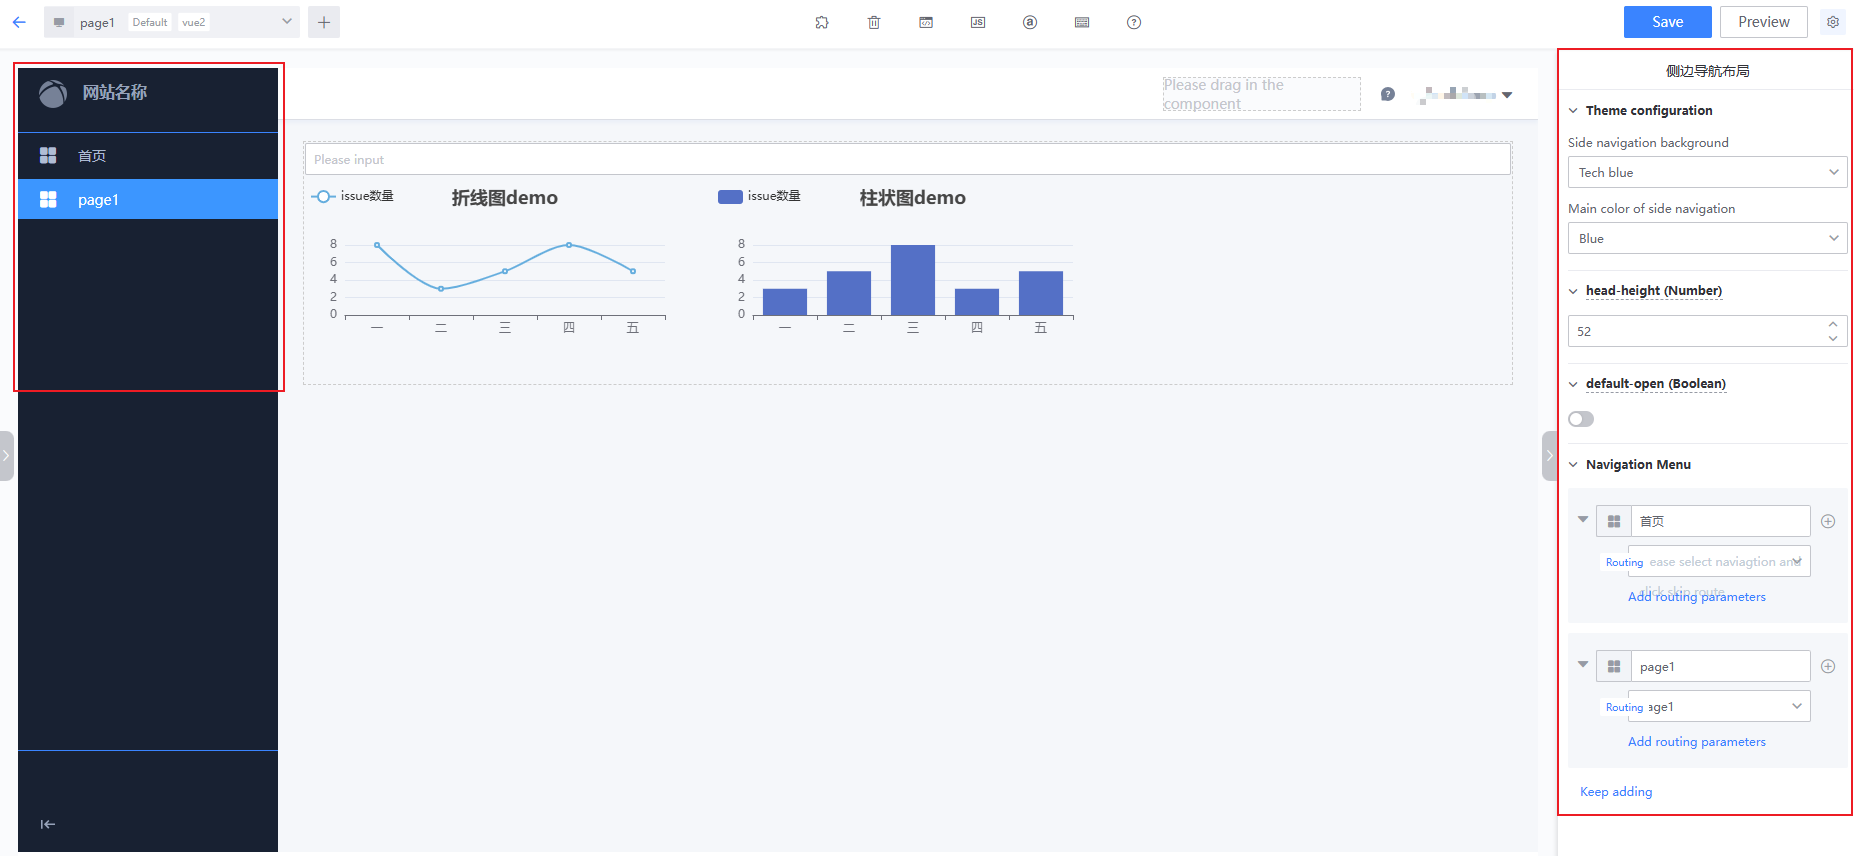 page1 Default vue2
JS
a
?
Save
Preview
网站名称
首页
page1
Please drag in the
component
?
Please input
issue数量
折线图demo
8
6
4
2
0
一 二 三 四 五
issue数量
柱状图demo
8
6
4
2
0
一 二 三 四 五
侧边导航布局
Theme configuration
Side navigation background
Tech blue
Main color of side navigation
Blue
head-height (Number)
52
default-open (Boolean)
Navigation Menu
首页
Routing ease select naviagtion and
click skip route
Add routing parameters
page1
Routing age1
Add routing parameters
Keep adding